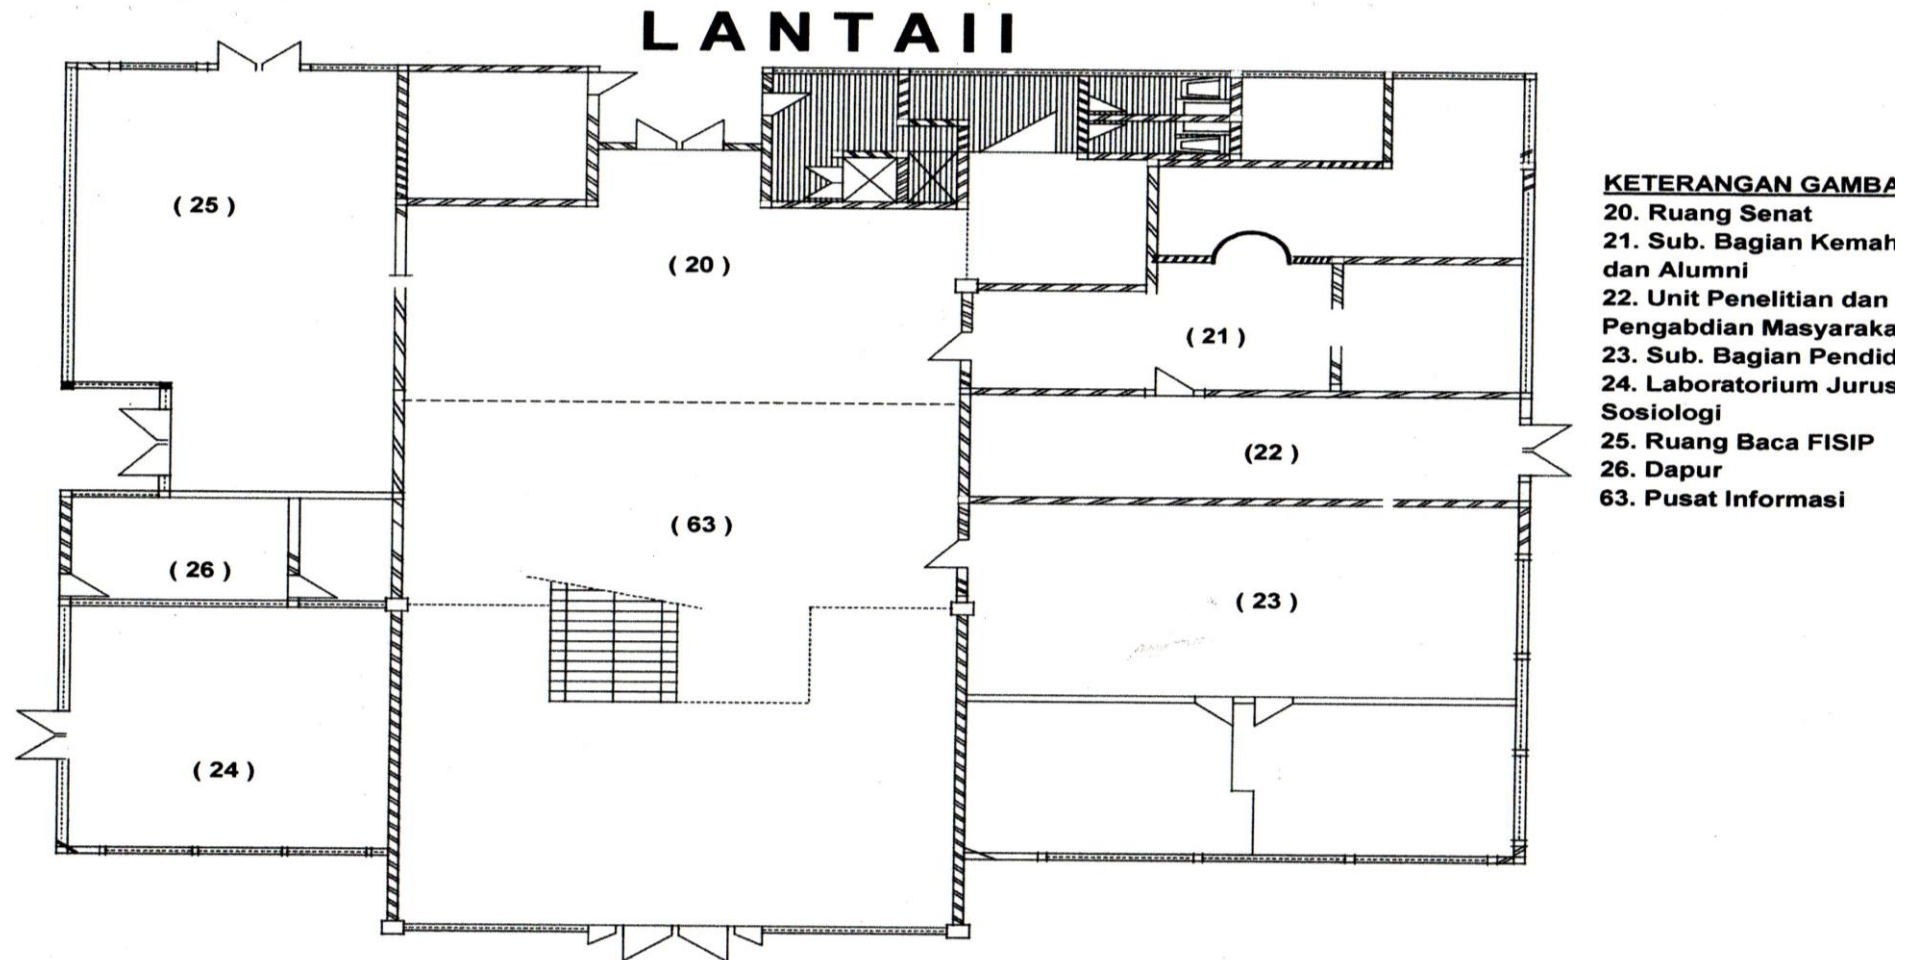 LANTAI I
( 25 )
( 20 )
( 21 )
(22 )
( 63 )
( 26 )
( 23 )
( 24 )
KETERANGAN GAMBA
20. Ruang Senat
21. Sub. Bagian Kemah
dan Alumni
22. Unit Penelitian dan
Pengabdian Masyaraka
23. Sub. Bagian Pendid
24. Laboratorium Jurus
Sosiologi
25. Ruang Baca FISIP
26. Dapur
63. Pusat Informasi